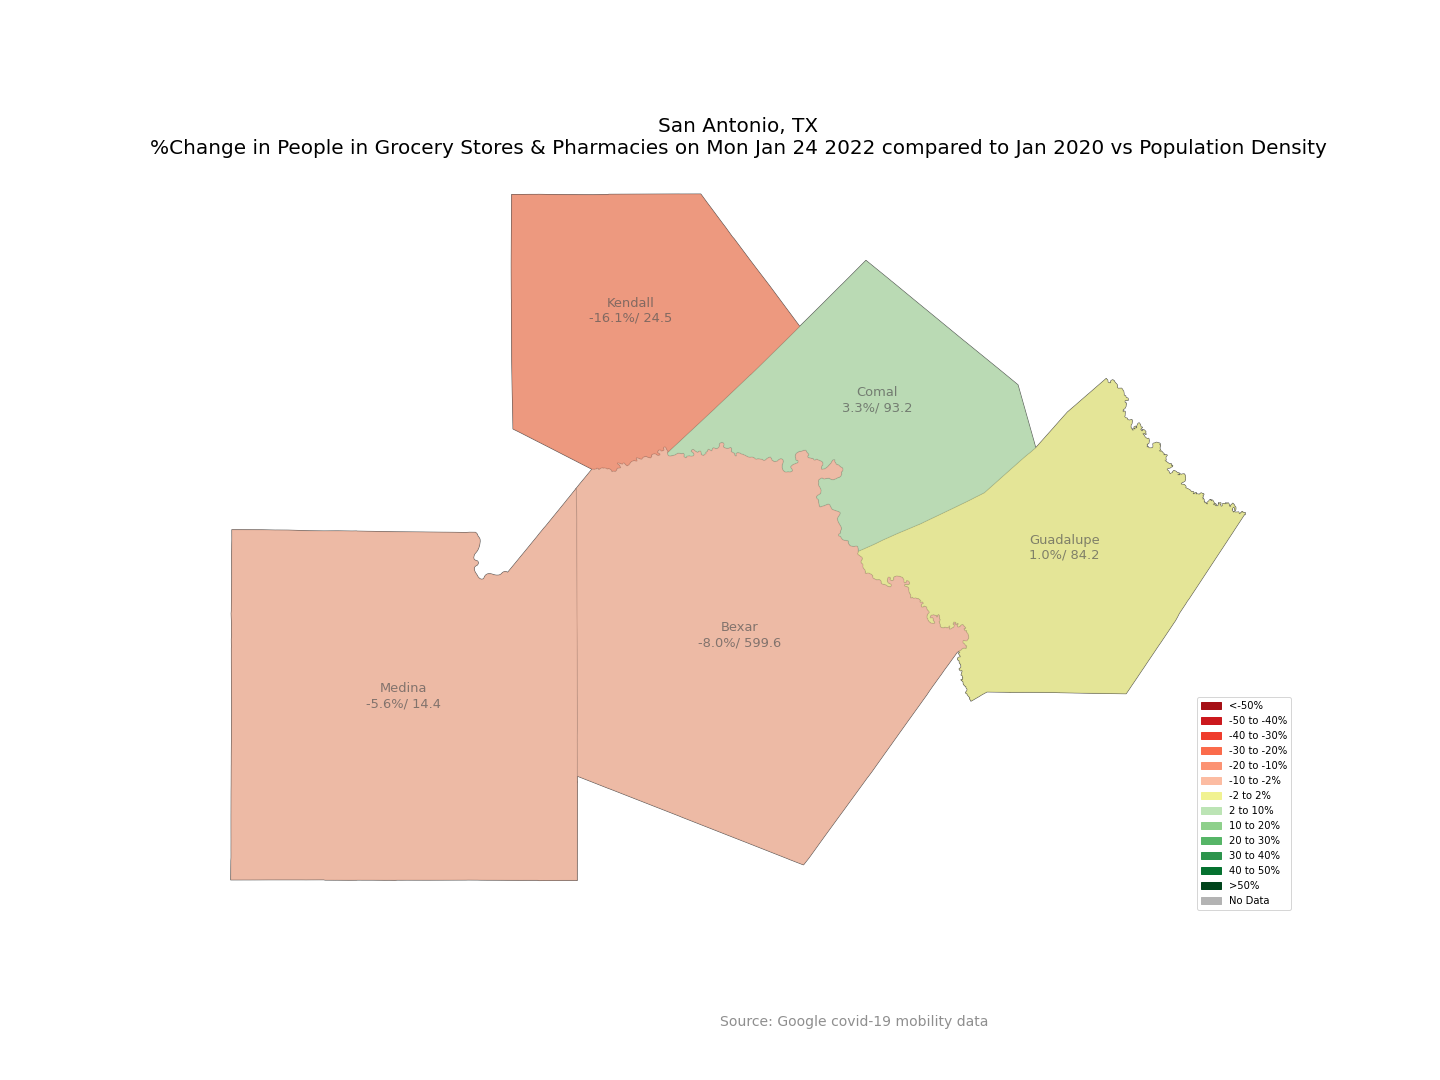 San Antonio, TX
%Change in People in Grocery Stores & Pharmacies on Mon Jan 24 2022 compared to Jan 2020 vs Population Density
Kendall
-16.1%/ 24.5
Comal
3.3%/ 93.2
Guadalupe
1.0%/ 84.2
Bexar
-8.0%/ 599.6
Medina
-5.6%/ 14.4
<-50%
-50 to -40%
-40 to -30%
-30 to -20%
-20 to -10%
-10 to -2%
-2 to 2%
2 to 10%
10 to 20%
20 to 30%
30 to 40%
40 to 50%
>50%
No Data
Source: Google covid-19 mobility data